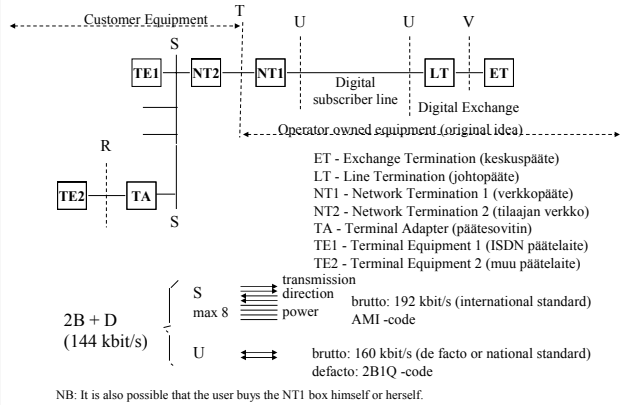 Customer Equipment
T
U
U
V
S
TE1
NT2
NT1
LT
ET
Digital
subscriber line
Digital Exchange
Operator owned equipment (original idea)
R
TE2
TA
S
ET - Exchange Termination (keskuspääte)
LT - Line Termination (johtopääte)
NT1 - Network Termination 1 (verkkopääte)
NT2 - Network Termination 2 (tilaajan verkko)
TA - Terminal Adapter (päätesovitin)
TE1 - Terminal Equipment 1 (ISDN päätelaite)
TE2 - Terminal Equipment 2 (muu päätelaite)
2B + D
(144 kbit/s)
S
max 8
transmission
direction
power
brutto: 192 kbit/s (international standard)
AMI -code
U
brutto: 160 kbit/s (de facto or national standard)
defacto: 2B1Q -code
NB: It is also possible that the user buys the NT1 box himself or herself.